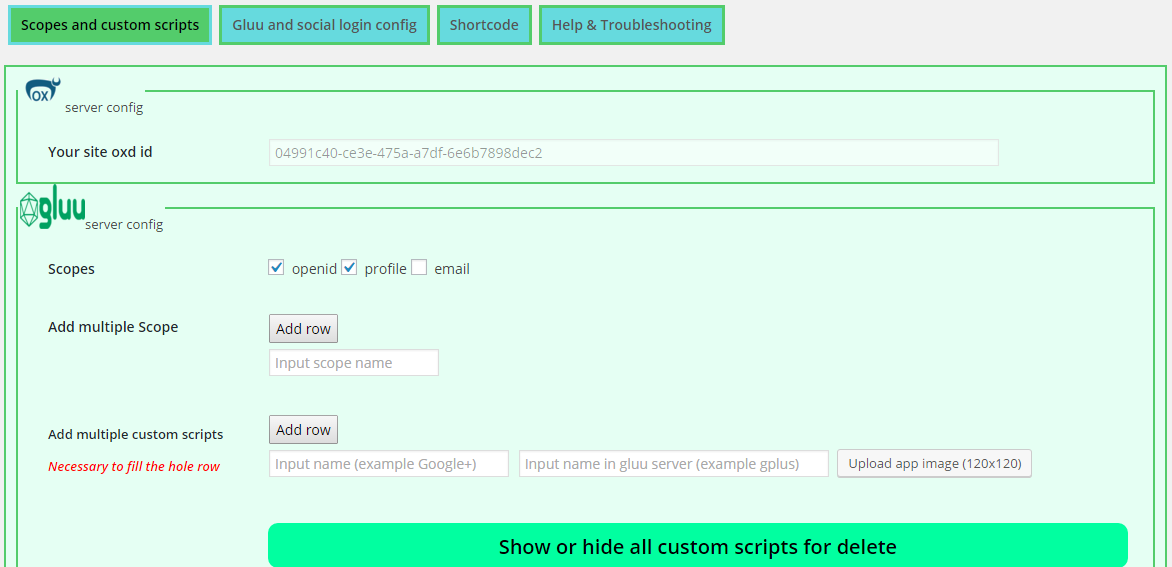 Scopes and custom scripts Gluu and social login config Shortcode Help & Troubleshooting
OX server config
Your site oxd id 04991c40-ce3e-475a-a7df-6e6b7898dec2
gluu server config
Scopes openid profile email
Add multiple Scope Add row
Input scope name
Add multiple custom scripts Add row
Necessary to fill the hole row Input name (example Google+) Input name in gluu server (example gplus) Upload app image (120x120)
Show or hide all custom scripts for delete